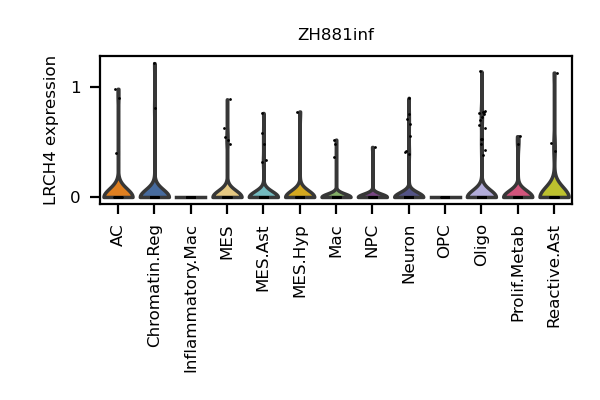 ZH881inf
LRCH4 expression
1
0
AC
Chromatin.Reg
Inflammatory.Mac
MES
MES.Ast
MES.Hyp
Mac
NPC
Neuron
OPC
Oligo
Prolif.Metab
Reactive.Ast